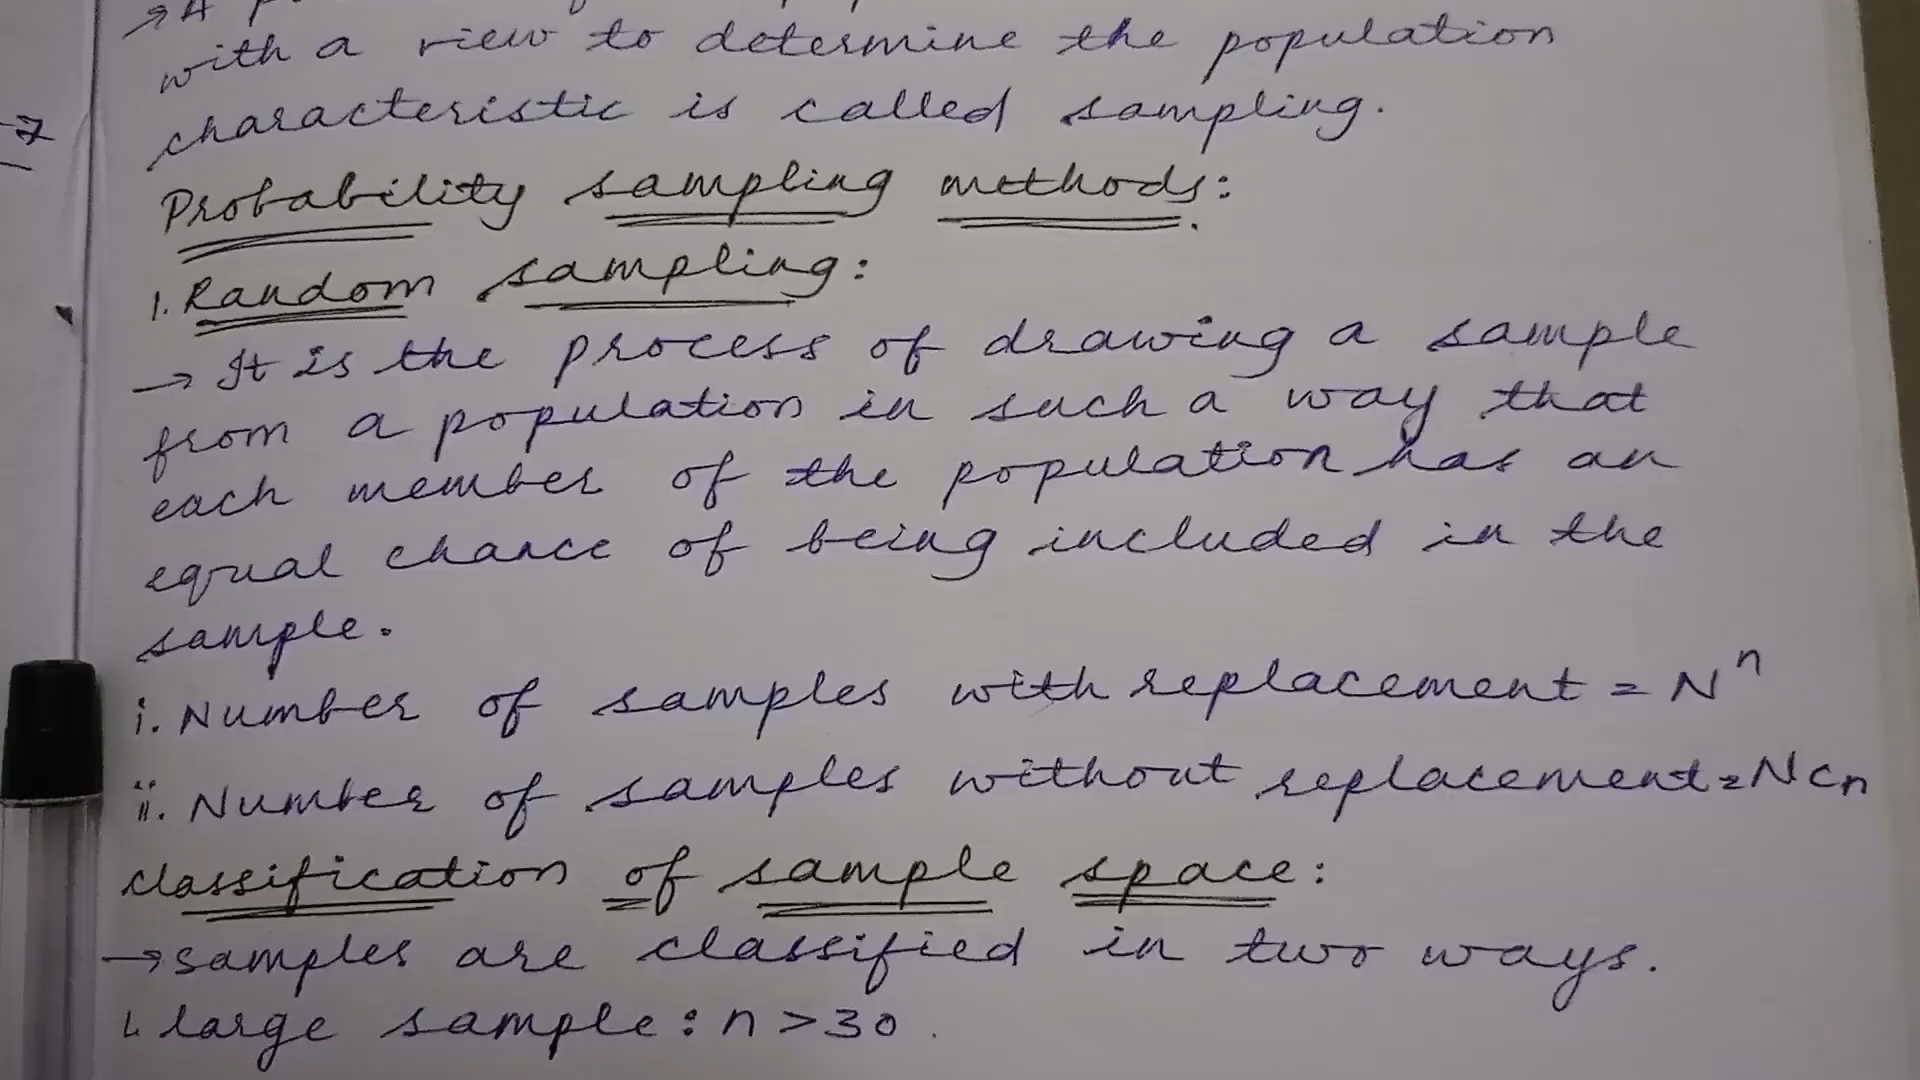 → A
with a view to determine the population
characteristic is called sampling.
Probability sampling methods:
1. Random sampling:
→ It is the process of drawing a sample
from a population in such a way that
each member of the population has an
equal chance of being included in the
sample.
i. Number of samples with replacement = Nⁿ
ii. Number of samples without replacement = Ncₙ
classification of sample space:
→ samples are classified in two ways.
1. large sample: n > 30.